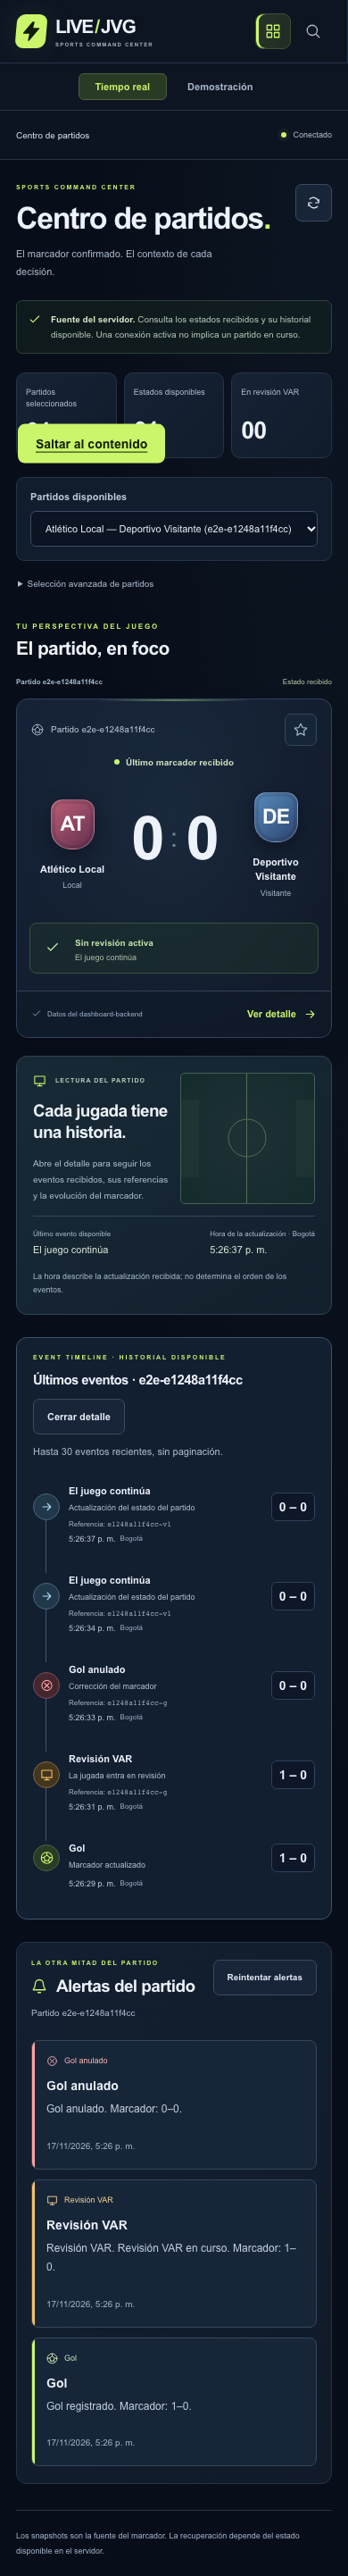 LIVE/JVG
SPORTS COMMAND CENTER
Tiempo real
Demostración
Centro de partidos
Conectado
SPORTS COMMAND CENTER
Centro de partidos.
El marcador confirmado. El contexto de cada
decisión.
Fuente del servidor. Consulta los estados recibidos y su historial
disponible. Una conexión activa no implica un partido en curso.
Partidos
seleccionados
Estados disponibles
En revisión VAR
00
Saltar al contenido
Partidos disponibles
Atlético Local — Deportivo Visitante (e2e-e1248a11f4cc)
Selección avanzada de partidos
TU PERSPECTIVA DEL JUEGO
El partido, en foco
Partido e2e-e1248a11f4cc
Estado recibido
Partido e2e-e1248a11f4cc
Último marcador recibido
AT
0 : 0
DE
Atlético Local
Local
Deportivo
Visitante
Visitante
Sin revisión activa
El juego continúa
Datos del dashboard-backend
Ver detalle
LECTURA DEL PARTIDO
Cada jugada tiene
una historia.
Abre el detalle para seguir los
eventos recibidos, sus referencias
y la evolución del marcador.
Último evento disponible
El juego continúa
Hora de la actualización · Bogotá
5:26:37 p. m.
La hora describe la actualización recibida; no determina el orden de los
eventos.
EVENT TIMELINE · HISTORIAL DISPONIBLE
Últimos eventos · e2e-e1248a11f4cc
Cerrar detalle
Hasta 30 eventos recientes, sin paginación.
El juego continúa
Actualización del estado del partido
Referencia: e1248a11f4cc-v1
5:26:37 p. m. Bogotá
0 – 0
El juego continúa
Actualización del estado del partido
Referencia: e1248a11f4cc-v1
5:26:34 p. m. Bogotá
0 – 0
Gol anulado
Corrección del marcador
Referencia: e1248a11f4cc-g
5:26:33 p. m. Bogotá
0 – 0
Revisión VAR
La jugada entra en revisión
Referencia: e1248a11f4cc-g
5:26:31 p. m. Bogotá
1 – 0
Gol
Marcador actualizado
5:26:29 p. m. Bogotá
1 – 0
LA OTRA MITAD DEL PARTIDO
Alertas del partido
Reintentar alertas
Partido e2e-e1248a11f4cc
Gol anulado
Gol anulado
Gol anulado. Marcador: 0–0.
17/11/2026, 5:26 p. m.
Revisión VAR
Revisión VAR
Revisión VAR. Revisión VAR en curso. Marcador: 1–
0.
17/11/2026, 5:26 p. m.
Gol
Gol
Gol registrado. Marcador: 1–0.
17/11/2026, 5:26 p. m.
Los snapshots son la fuente del marcador. La recuperación depende del estado
disponible en el servidor.